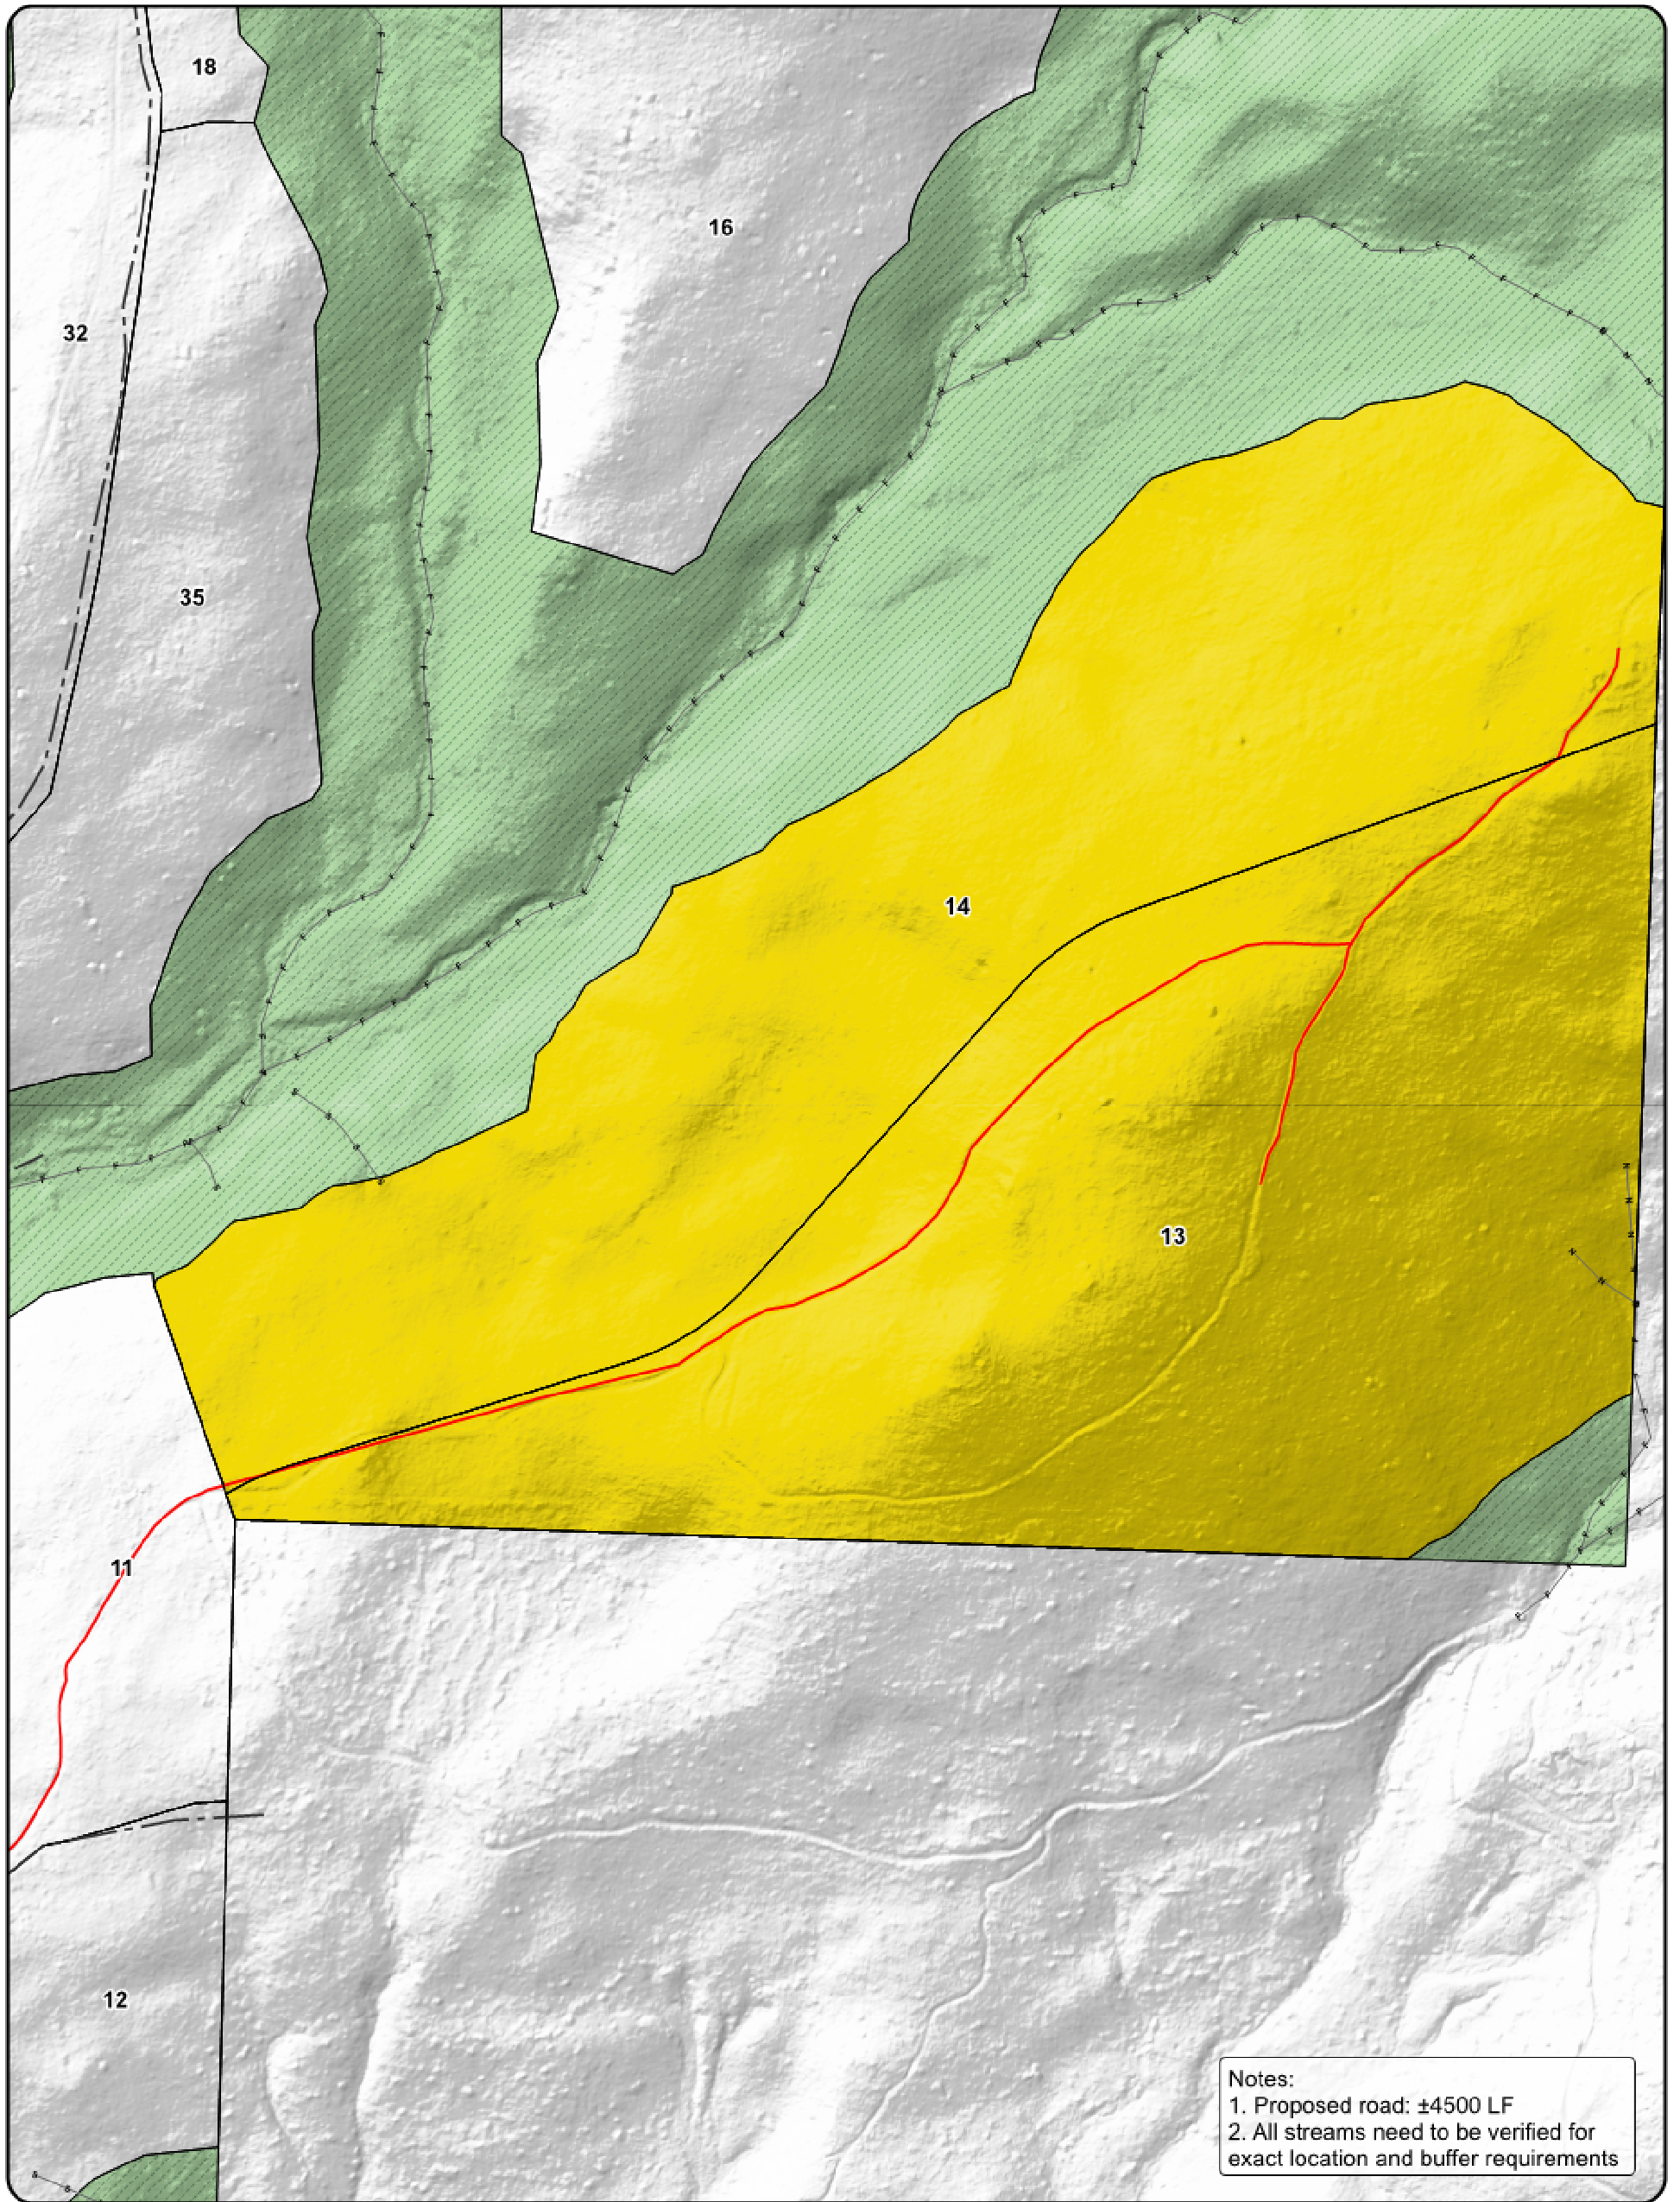 18
16
32
35
14
13
11
12
Notes:
1. Proposed road: ±4500 LF
2. All streams need to be verified for
exact location and buffer requirements